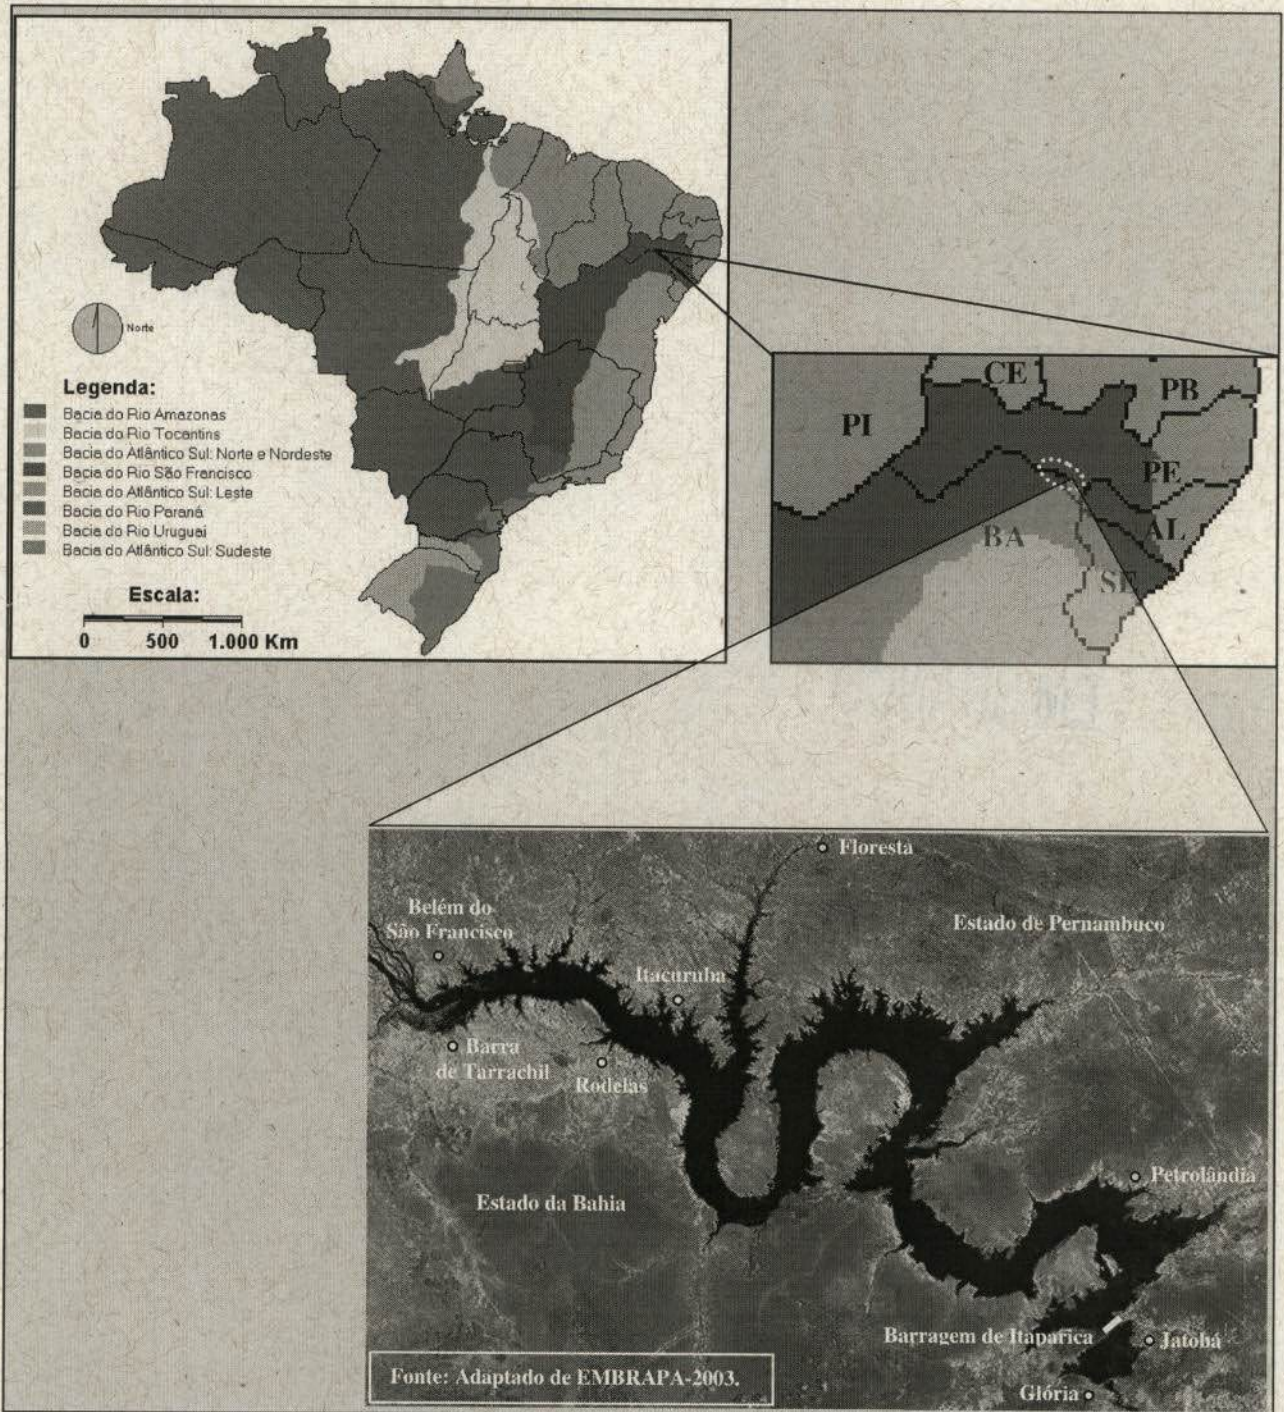 Norte
Legenda:
Bacia do Rio Amazonas
Bacia do Rio Tocantins
Bacia do Atlântico Sul: Norte e Nordeste
Bacia do Rio São Francisco
Bacia do Atlântico Sul: Leste
Bacia do Rio Paraná
Bacia do Rio Uruguai
Bacia do Atlântico Sul: Sudeste
Escala:
0 500 1.000 Km
CE
PB
PI
PE
BA
AL
SE
Floresta
Belém do
São Francisco
Estado de Pernambuco
Itacuruba
Barra
de Tarrachil
Rodelas
Petrolândia
Estado da Bahia
Barragem de Itaparica
Jatobá
Fonte: Adaptado de EMBRAPA-2003.
Glória